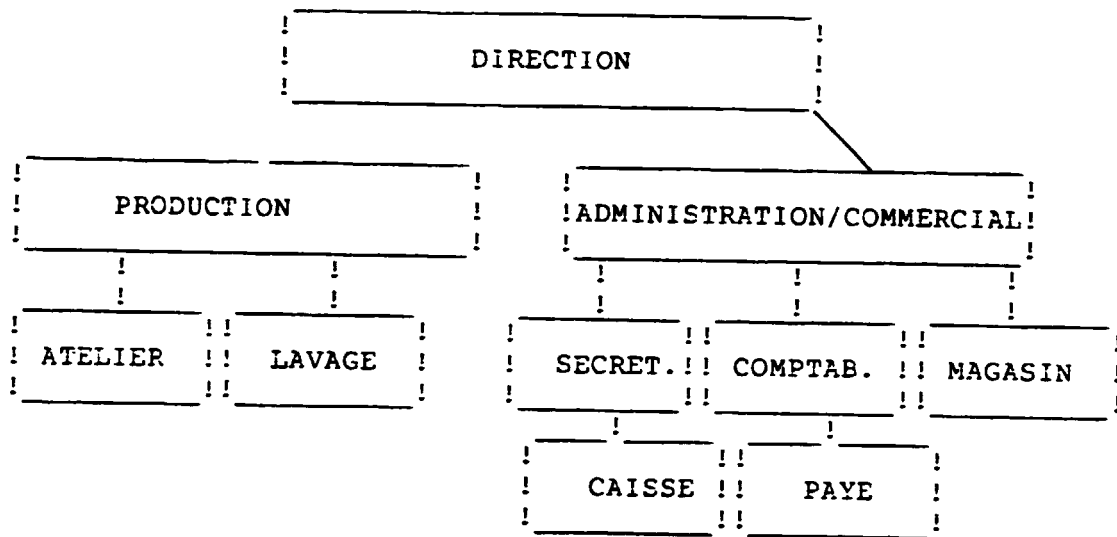 DIRECTION
PRODUCTION
ADMINISTRATION/COMMERCIAL
ATELIER
LAVAGE
SECRET.
COMPTAB.
MAGASIN
CAISSE
PAYE